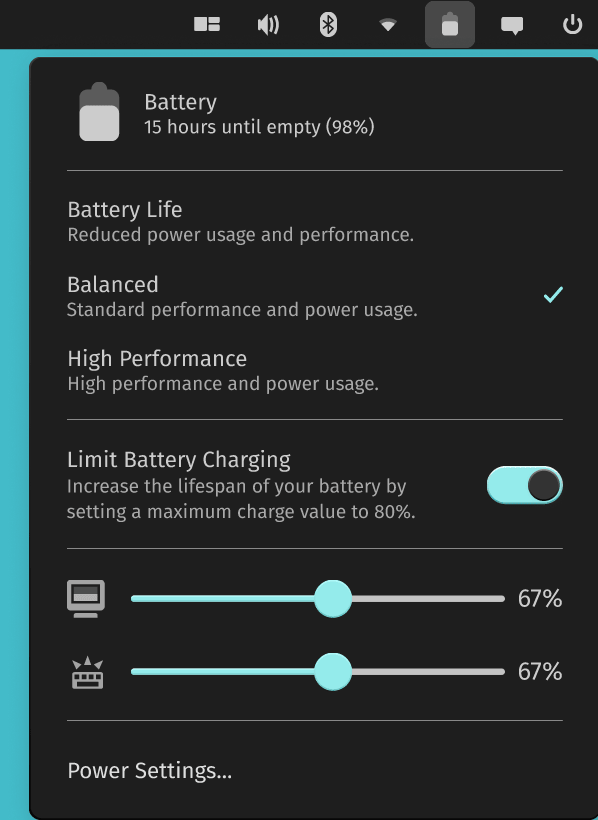 Battery
15 hours until empty (98%)
Battery Life
Reduced power usage and performance.
Balanced
Standard performance and power usage.
High Performance
High performance and power usage.
Limit Battery Charging
Increase the lifespan of your battery by
setting a maximum charge value to 80%.
67%
67%
Power Settings...